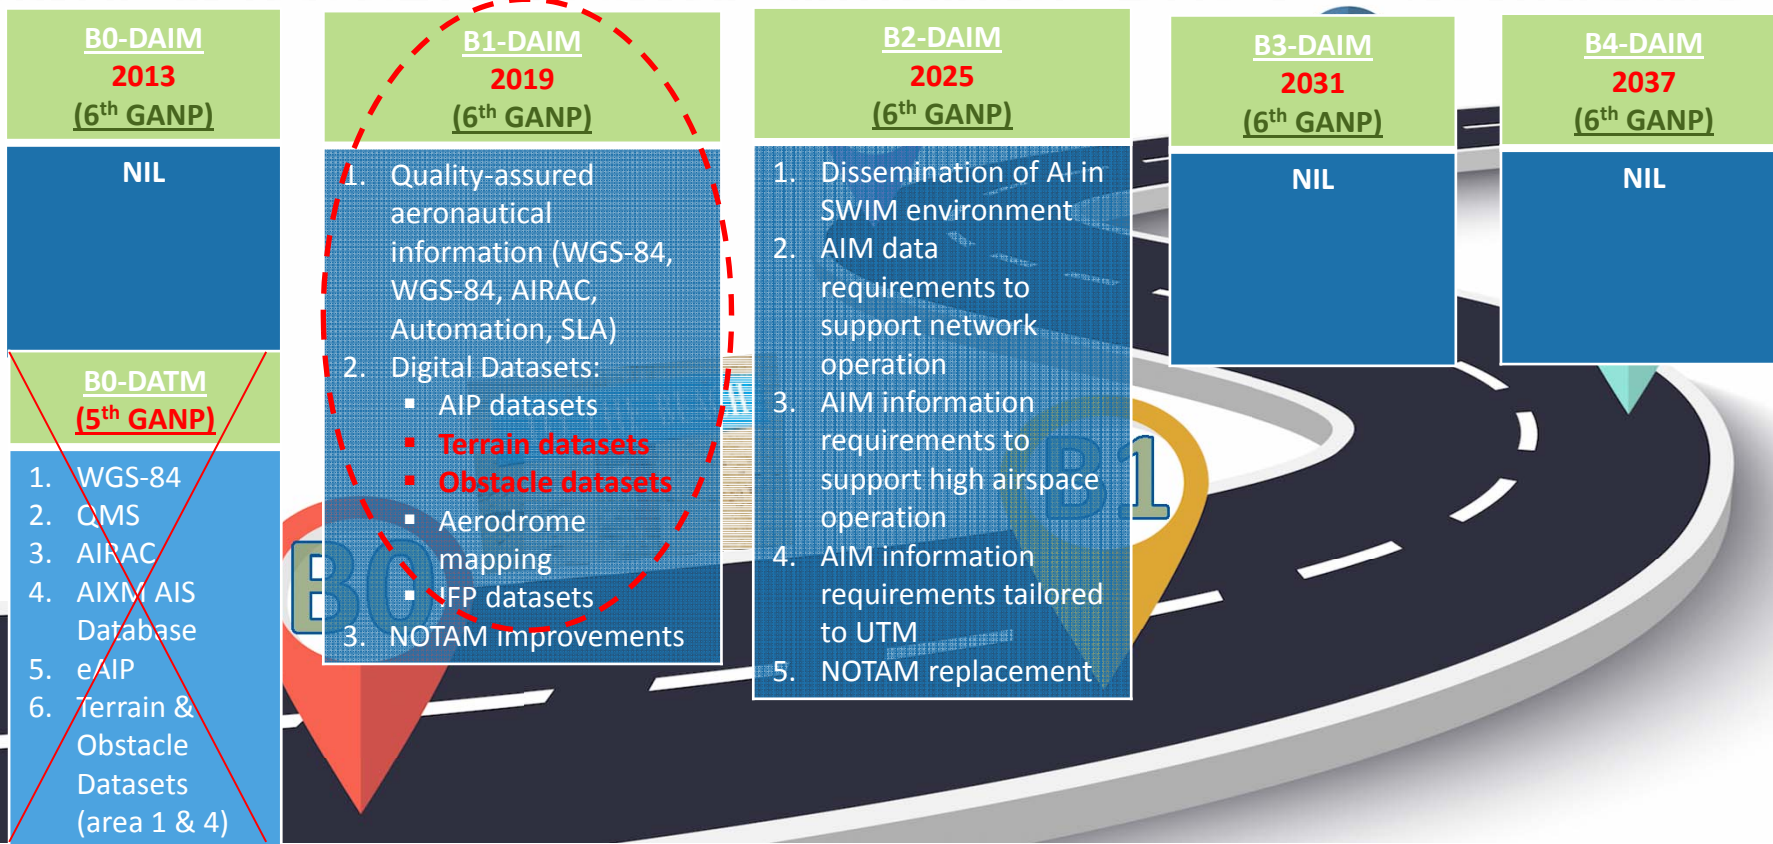 B0-DAIM
2013
(6th GANP)
NIL
B0-DATM
(5th GANP)
1. WGS-84
2. QMS
3. AIRAC
4. AIXM AIS
Database
5. eAIP
6. Terrain &
Obstacle
Datasets
(area 1 & 4)
B1-DAIM
2019
(6th GANP)
1. Quality-assured
aeronautical
information (WGS-84,
WGS-84, AIRAC,
Automation, SLA)
2. Digital Datasets:
▪ AIP datasets
▪ Terrain datasets
▪ Obstacle datasets
▪ Aerodrome
mapping
▪ IFP datasets
3. NOTAM improvements
B2-DAIM
2025
(6th GANP)
1. Dissemination of AI in
SWIM environment
2. AIM data
requirements to
support network
operation
3. AIM information
requirements to
support high airspace
operation
4. AIM information
requirements tailored
to UTM
5. NOTAM replacement
B3-DAIM
2031
(6th GANP)
NIL
B4-DAIM
2037
(6th GANP)
NIL
B0
B1